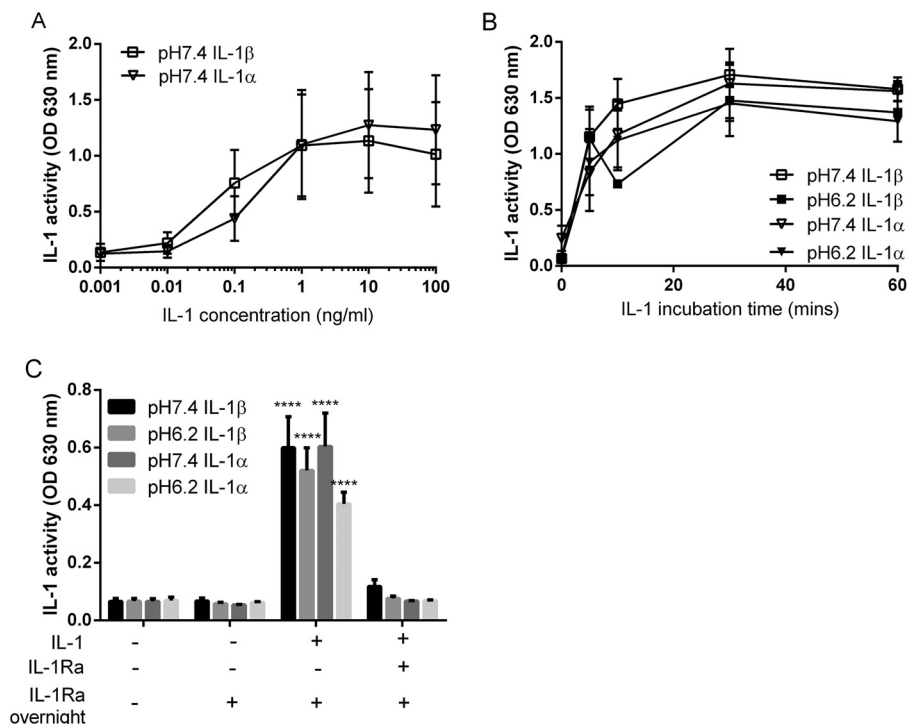 A
pH7.4 IL-1β
pH7.4 IL-1α
IL-1 activity (OD 630 nm)
2.0
1.5
1.0
0.5
0.0
0.001 0.01 0.1 1 10 100
IL-1 concentration (ng/ml)
B
IL-1 activity (OD 630 nm)
2.0
1.5
1.0
0.5
0.0
pH7.4 IL-1β
pH6.2 IL-1β
pH7.4 IL-1α
pH6.2 IL-1α
0 20 40 60
IL-1 incubation time (mins)
C
IL-1 activity (OD 630 nm)
0.8
0.6
0.4
0.2
0.0
pH7.4 IL-1β
pH6.2 IL-1β
pH7.4 IL-1α
pH6.2 IL-1α
**** **** **** ****
IL-1 - - + +
IL-1Ra - - - +
IL-1Ra overnight - + + +